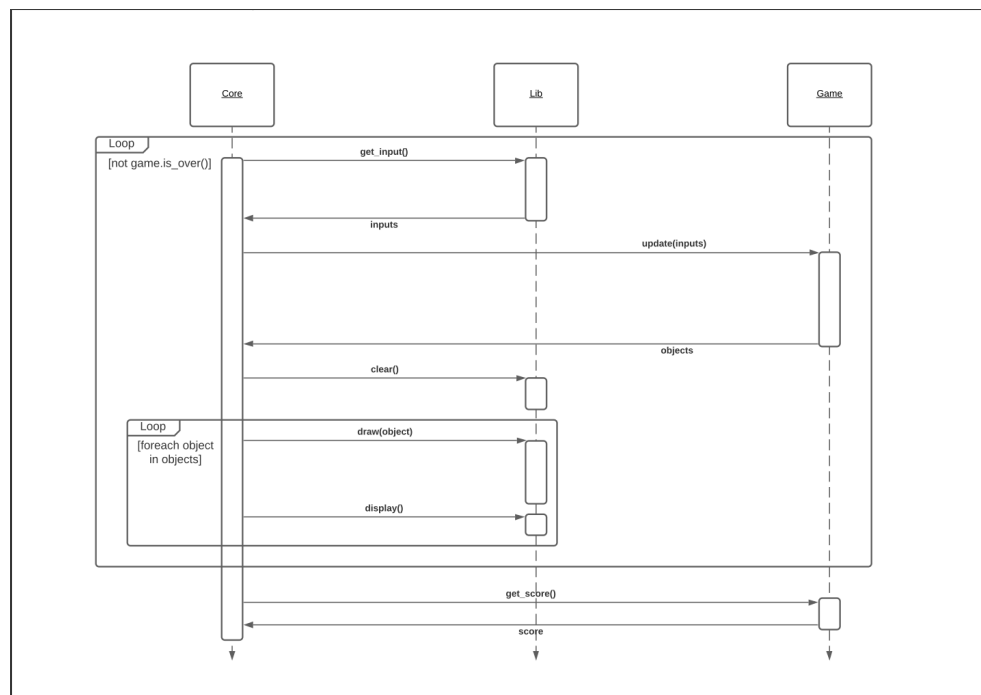 Core
Lib
Game
Loop
[not game.is_over()]
get_input()
inputs
update(inputs)
objects
clear()
Loop
[foreach object
in objects]
draw(object)
display()
get_score()
score